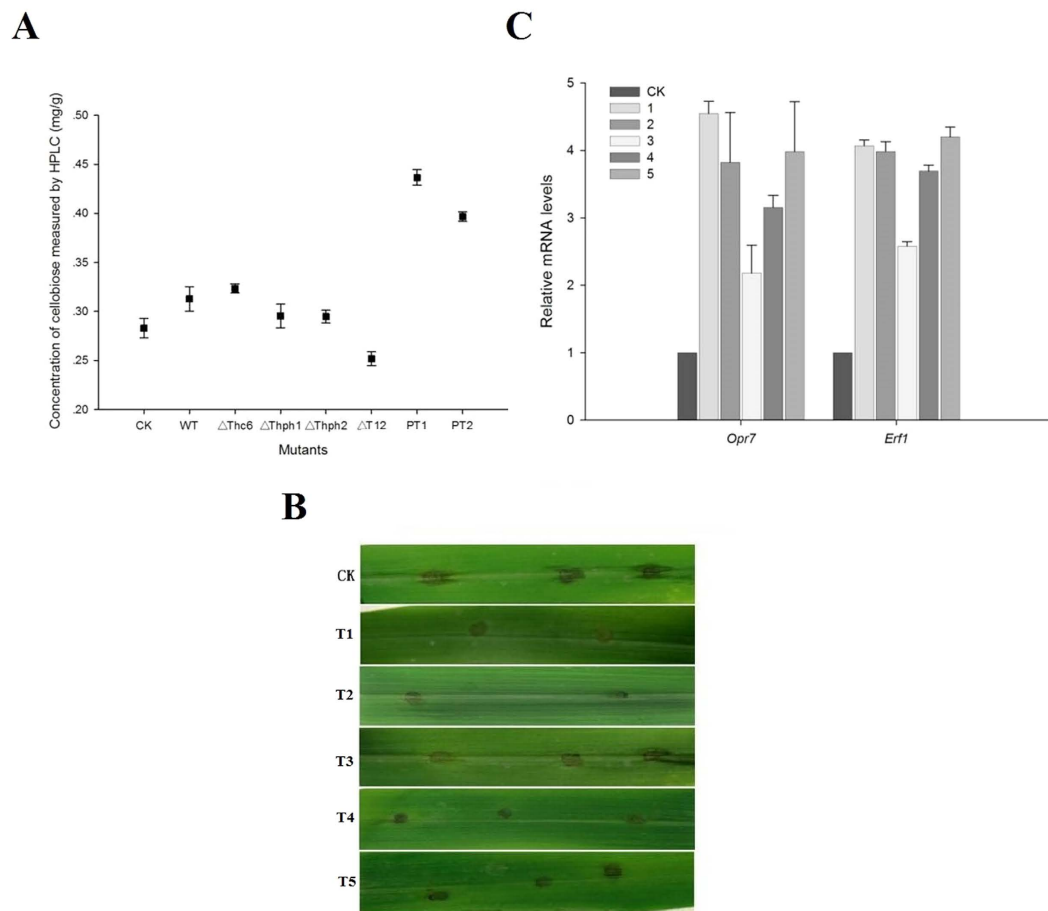 A
Concentration of cellobiose measured by HPLC (mg/g)
.50
.45
.40
.35
.30
.25
.20
CK WT △Thc6 △Thph1 △Thph2 △T12 PT1 PT2
Mutants
C
Relative mRNA levels
5
4
3
2
1
0
CK
1
2
3
4
5
Opr7 Erf1
B
CK
T1
T2
T3
T4
T5